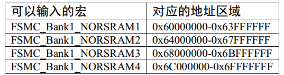 可以输入的宏 对应的地址区域
FSMC_Bank1_NORSRAM1 0x60000000-0x63FFFFFF
FSMC_Bank1_NORSRAM2 0x64000000-0x67FFFFFF
FSMC_Bank1_NORSRAM3 0x68000000-0x6BFFFFFF
FSMC_Bank1_NORSRAM4 0x6C000000-0x6FFFFFFF